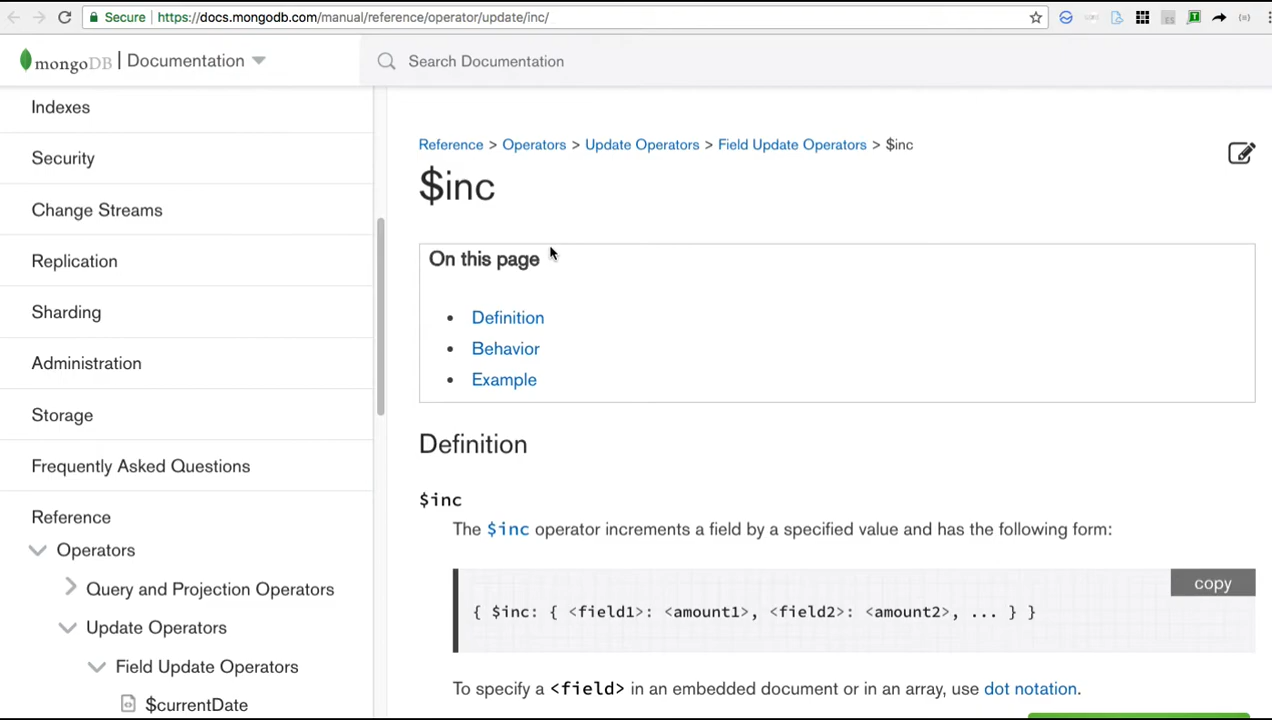 Secure https://docs.mongodb.com/manual/reference/operator/update/inc/
mongoDB Documentation
Search Documentation
Indexes
Security
Change Streams
Replication
Sharding
Administration
Storage
Frequently Asked Questions
Reference
Operators
Query and Projection Operators
Update Operators
Field Update Operators
$currentDate
Reference > Operators > Update Operators > Field Update Operators > $inc
$inc
On this page
• Definition
• Behavior
• Example
Definition
$inc
The $inc operator increments a field by a specified value and has the following form:
copy
{ $inc: { <field1>: <amount1>, <field2>: <amount2>, ... } }
To specify a <field> in an embedded document or in an array, use dot notation.